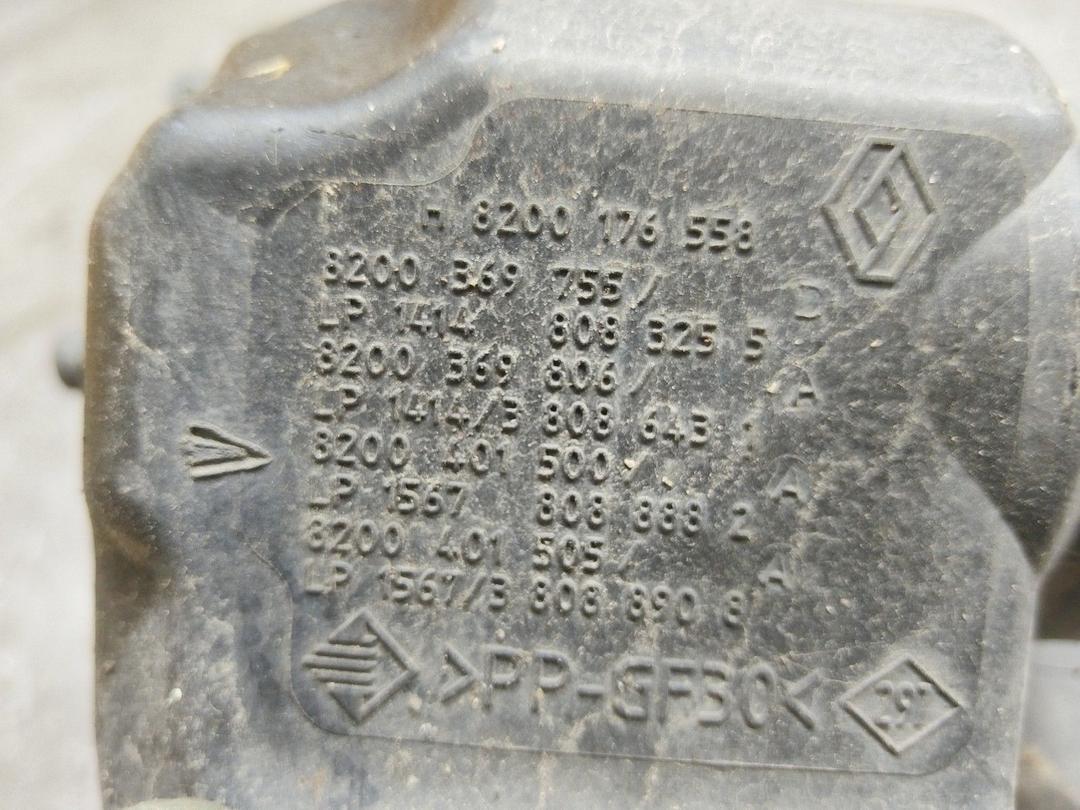 M 8200 176 558
8200 369 755/ D
LP 1414 808 325 5
8200 369 806/ A
LP 1414/3 808 643 1
8200 401 500/ A
LP 1567 808 888 2
8200 401 505/ A
LP 1567/3 808 890 8
>PP-GF30<